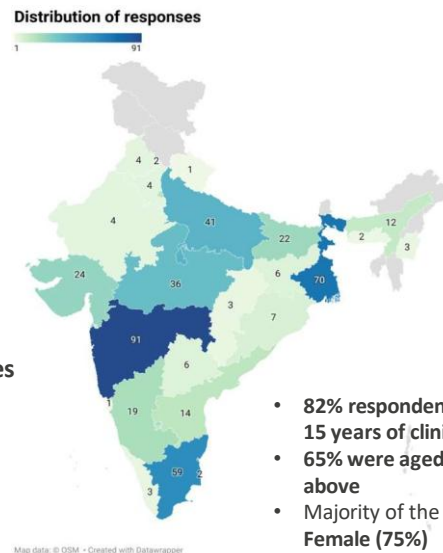 Distribution of responses
1 91
4 2
1
4
4
41
12
22
2
3
24
36
6
70
3
7
91
6
1
19
14
59 2
3
es
• 82% responden
15 years of clini
• 65% were aged
above
• Majority of the
Female (75%)
Map data: © OSM • Created with Datawrapper